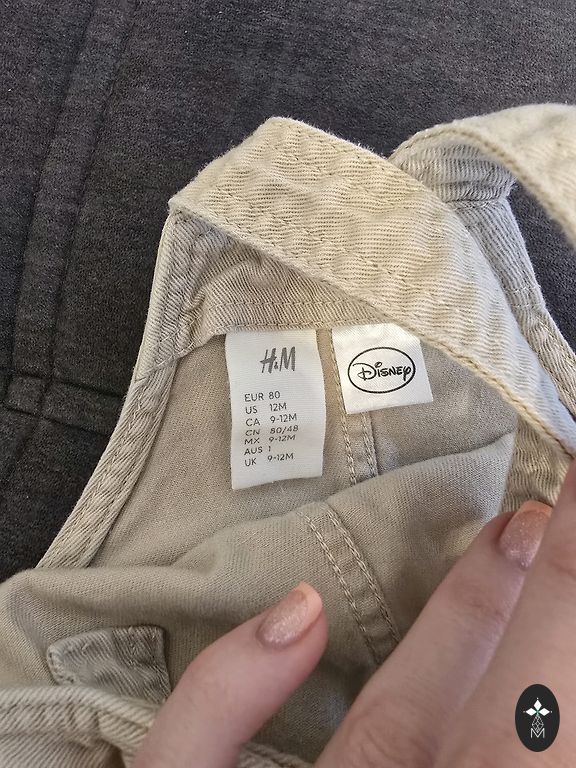 H&M
EUR 80
US 12M
CA 9-12M
CN 80/48
MX 9-12M
AUS 1
UK 9-12M
Disney
M